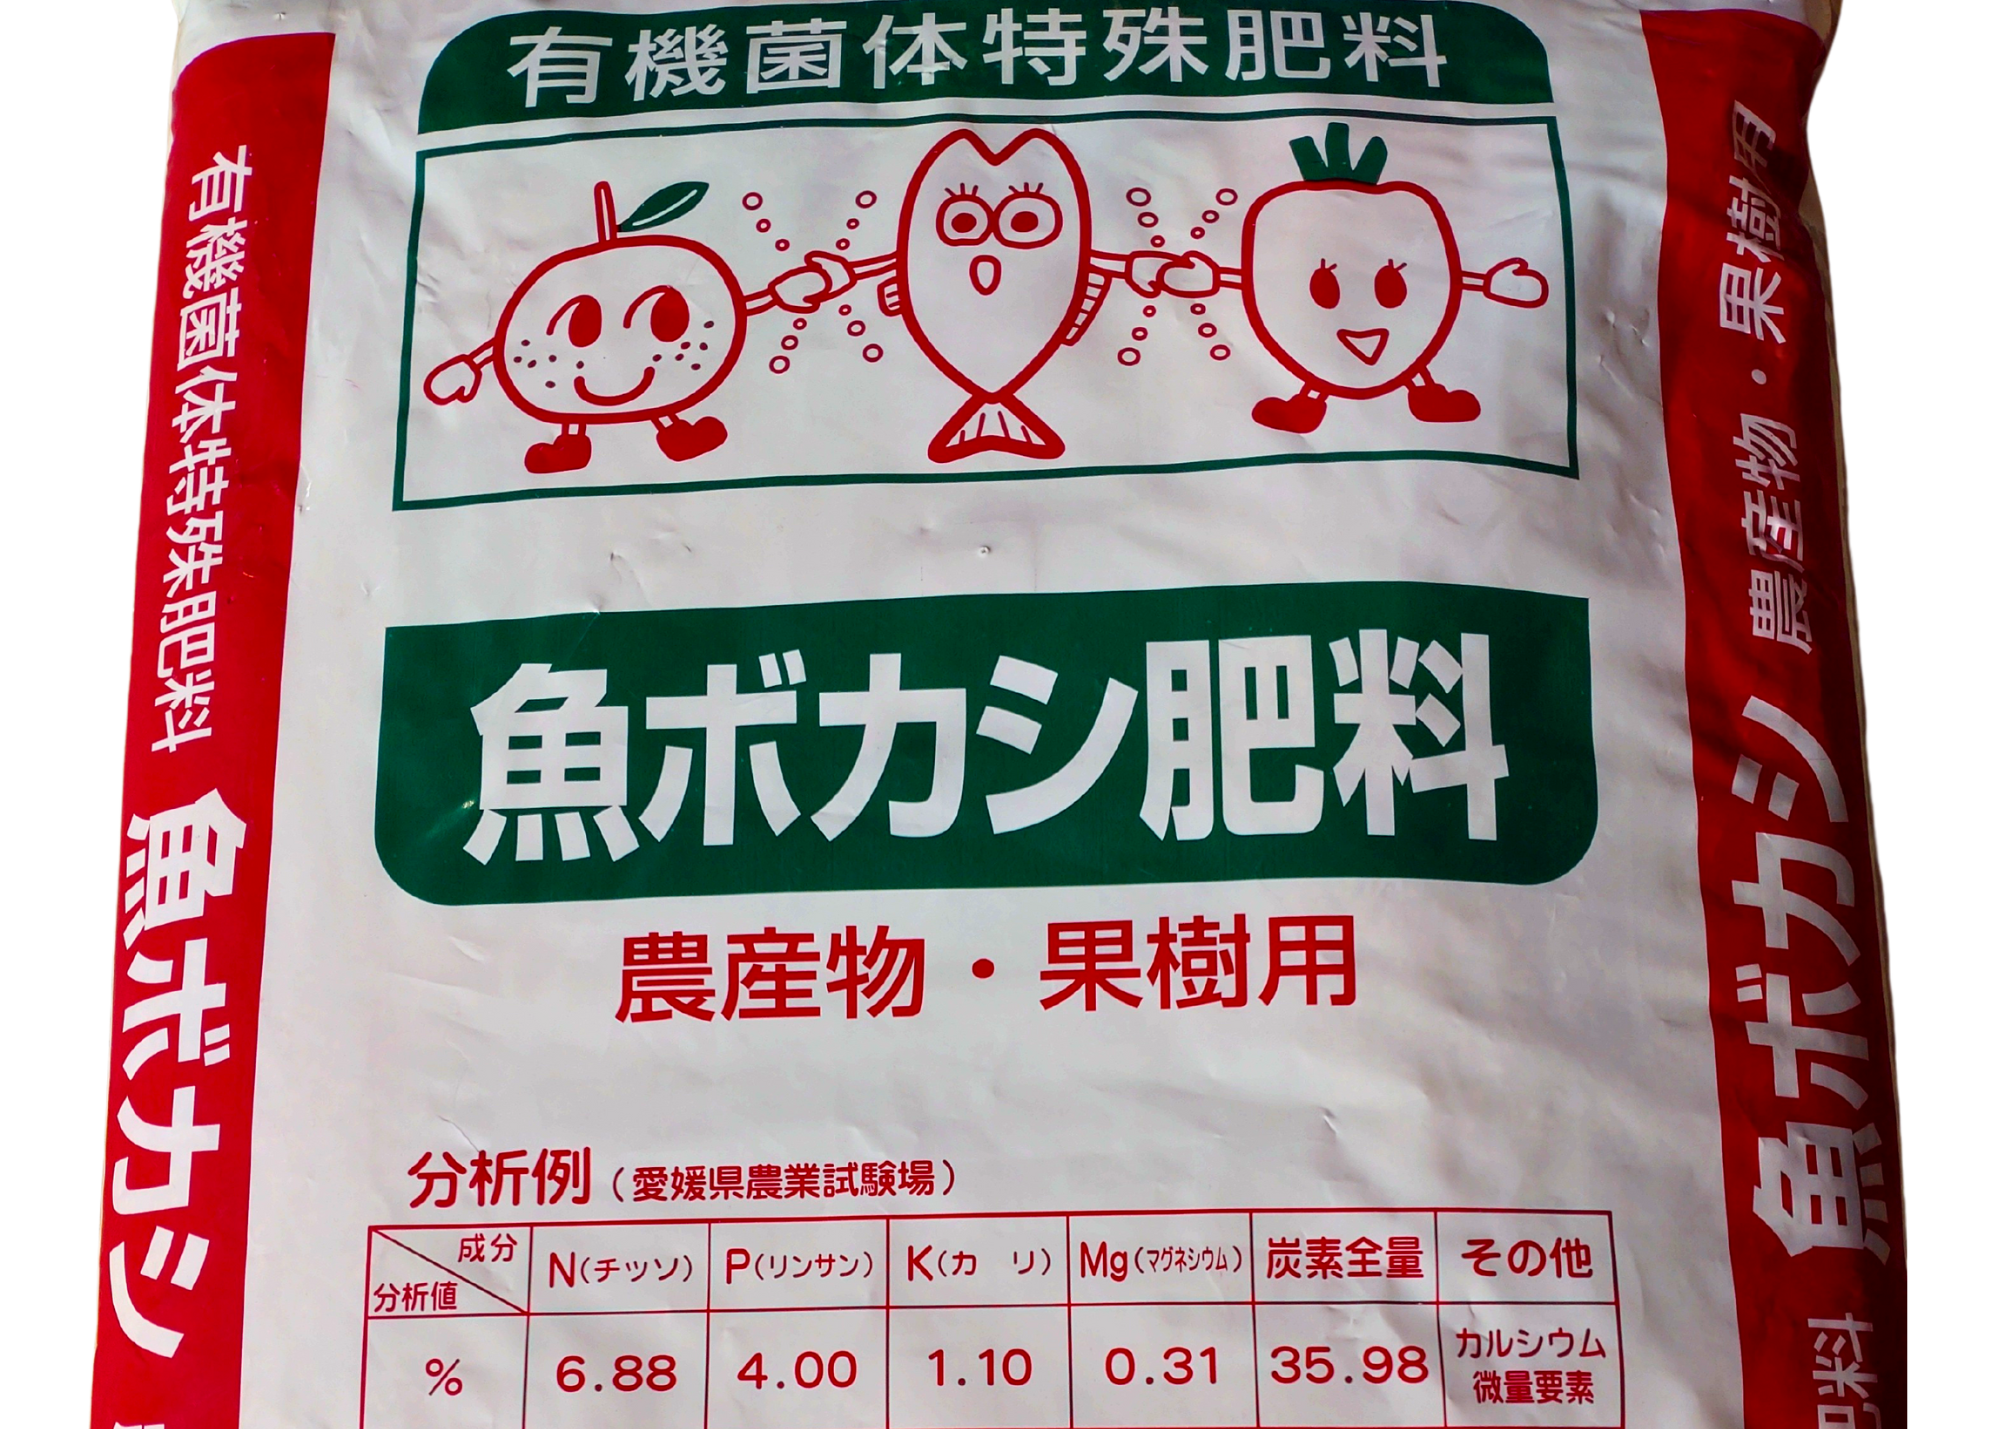 有機菌体特殊肥料
魚ボカシ肥料
農産物・果樹用
分析例(愛媛県農業試験場)
成分 N(チッソ) P(リンサン) K(カ リ) Mg(マグネシウム) 炭素全量 その他
分析値
% 6.88 4.00 1.10 0.31 35.98 カルシウム
微量要素
有機菌体特殊肥料 魚ボカシ
農産物・果樹用
魚ボカシ
肥料